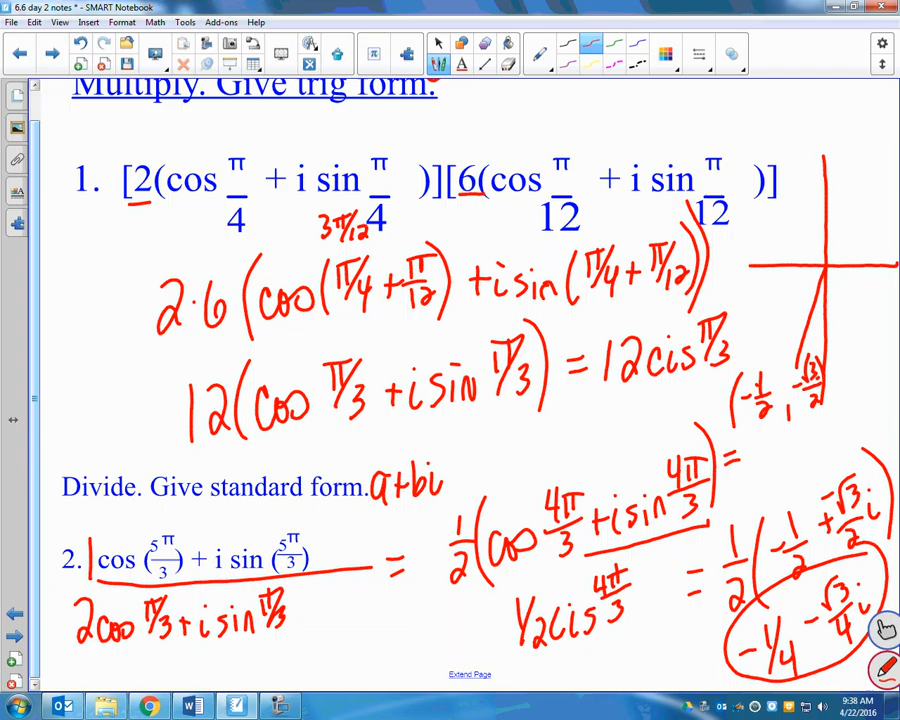 6.6 day 2 notes * - SMART Notebook
File Edit View Insert Format Math Tools Add-ons Help
Multiply. Give trig form.
1. [2(cos π/4 + i sin π/4 )][6(cos π/12 + i sin π/12 )]
3π/12
2·6 (cos(π/4 + π/12) + i sin(π/4 + π/12))
12(cos π/3 + i sin π/3) = 12 cis π/3
(-1/2, -√3/2)
Divide. Give standard form. a+bi
2. 1 cos (5π/3) + i sin (5π/3)
2 cos π/3 + i sin π/3
= 1/2 (cos 4π/3 + i sin 4π/3) =
1/2 cis 4π/3
= 1/2 (-1/2 + -√3/2 i)
-1/4 - √3/4 i
Extend Page
9:38 AM
4/22/2016